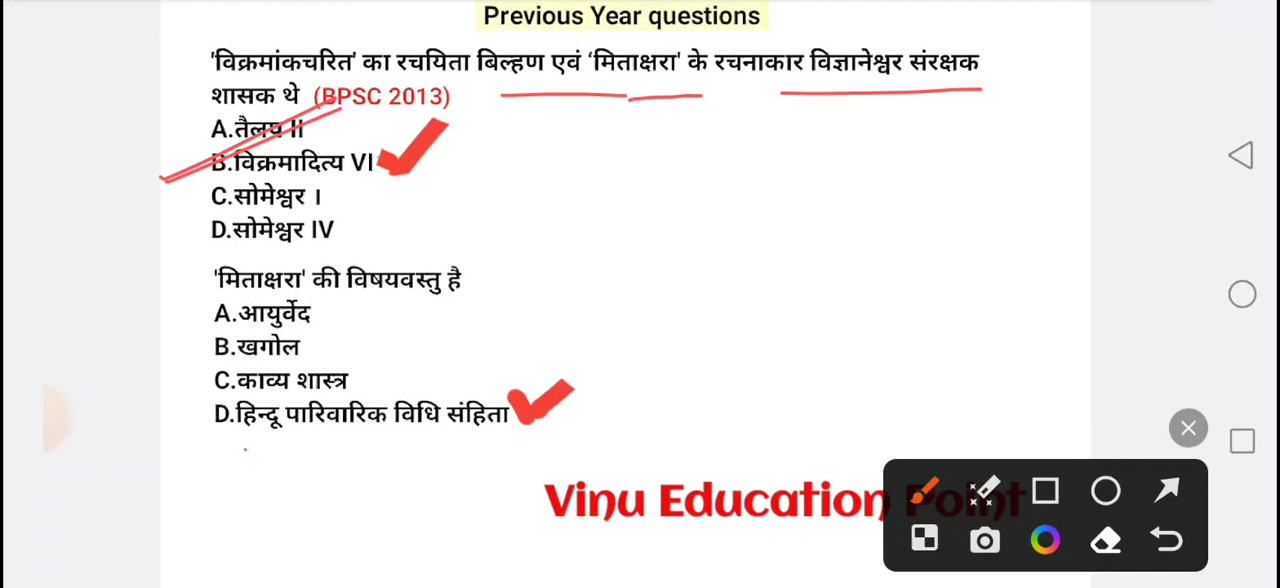 Previous Year questions
'विक्रमांकचरित' का रचयिता बिल्हण एवं 'मिताक्षरा' के रचनाकार विज्ञानेश्वर संरक्षक
शासक थे (BPSC 2013)
A.तैलय II
B.विक्रमादित्य VI
C.सोमेश्वर I
D.सोमेश्वर IV
'मिताक्षरा' की विषयवस्तु है
A.आयुर्वेद
B.खगोल
C.काव्य शास्त्र
D.हिन्दू पारिवारिक विधि संहिता
Vinu Education Point